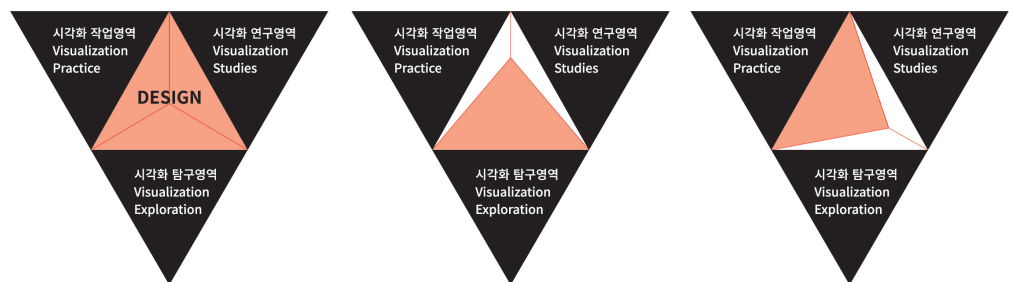 시각화 작업영역
Visualization
Practice
시각화 연구영역
Visualization
Studies
DESIGN
시각화 탐구영역
Visualization
Exploration
시각화 작업영역
Visualization
Practice
시각화 연구영역
Visualization
Studies
시각화 탐구영역
Visualization
Exploration
시각화 작업영역
Visualization
Practice
시각화 연구영역
Visualization
Studies
시각화 탐구영역
Visualization
Exploration